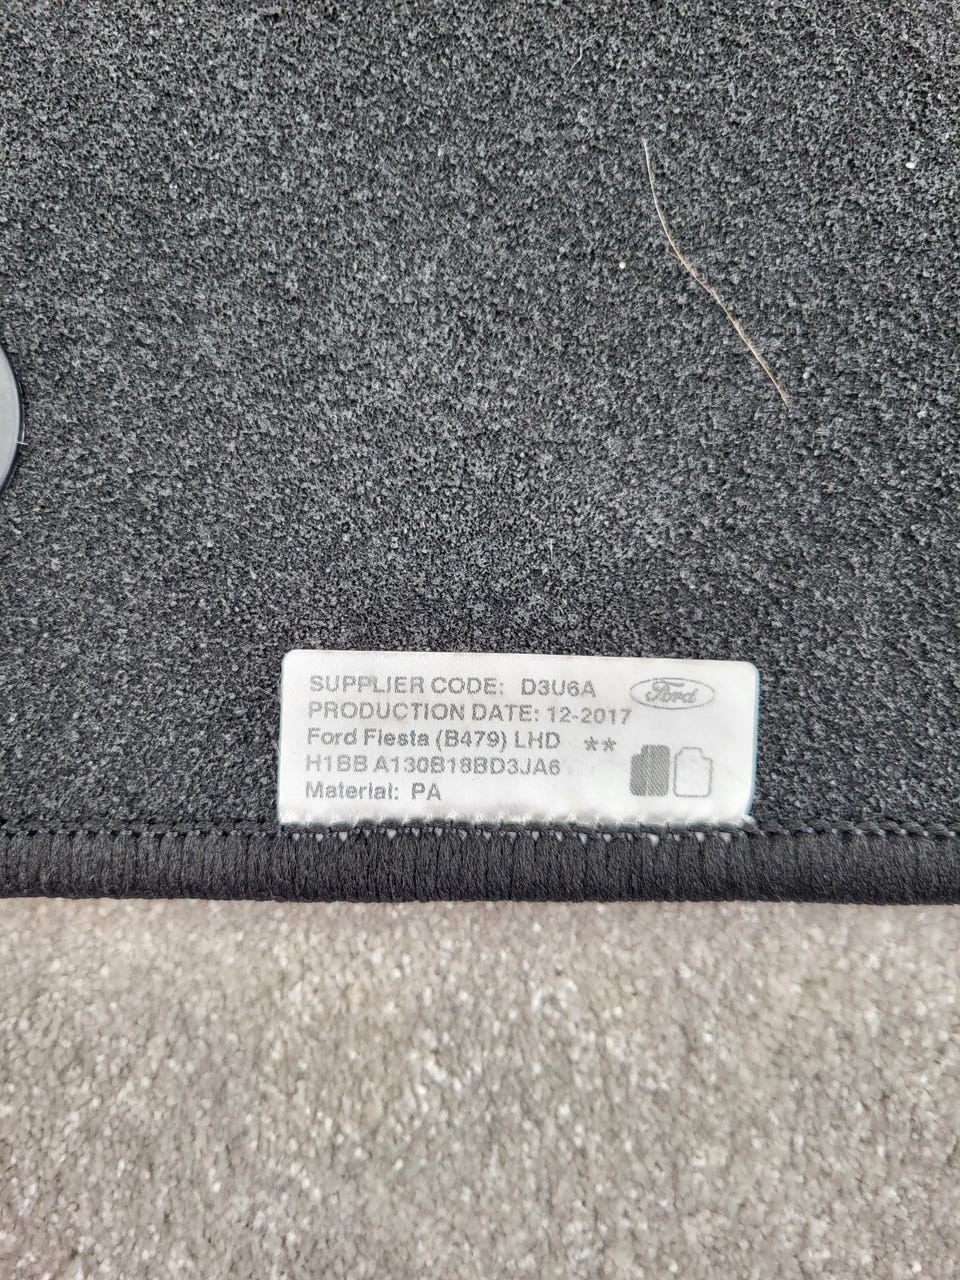 SUPPLIER CODE: D3U6A
Ford
PRODUCTION DATE: 12-2017
Ford Fiesta (B479) LHD **
H1BB A130B18BD3JA6
Material: PA